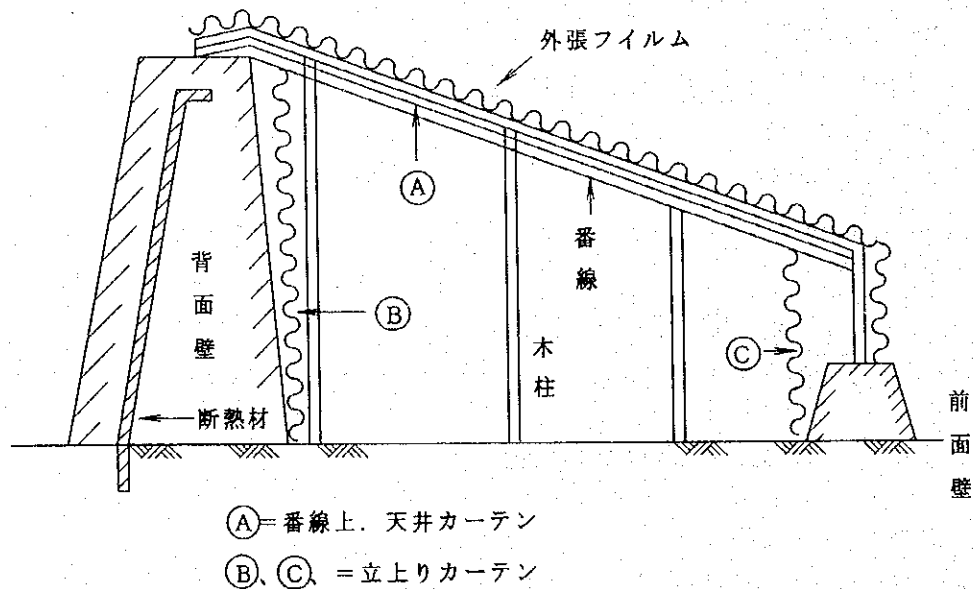 外張フイルム
Ⓐ
番線
背面壁
Ⓑ
木柱
Ⓒ
断熱材
前面壁
Ⓐ=番線上.天井カーテン
Ⓑ、Ⓒ、=立上りカーテン